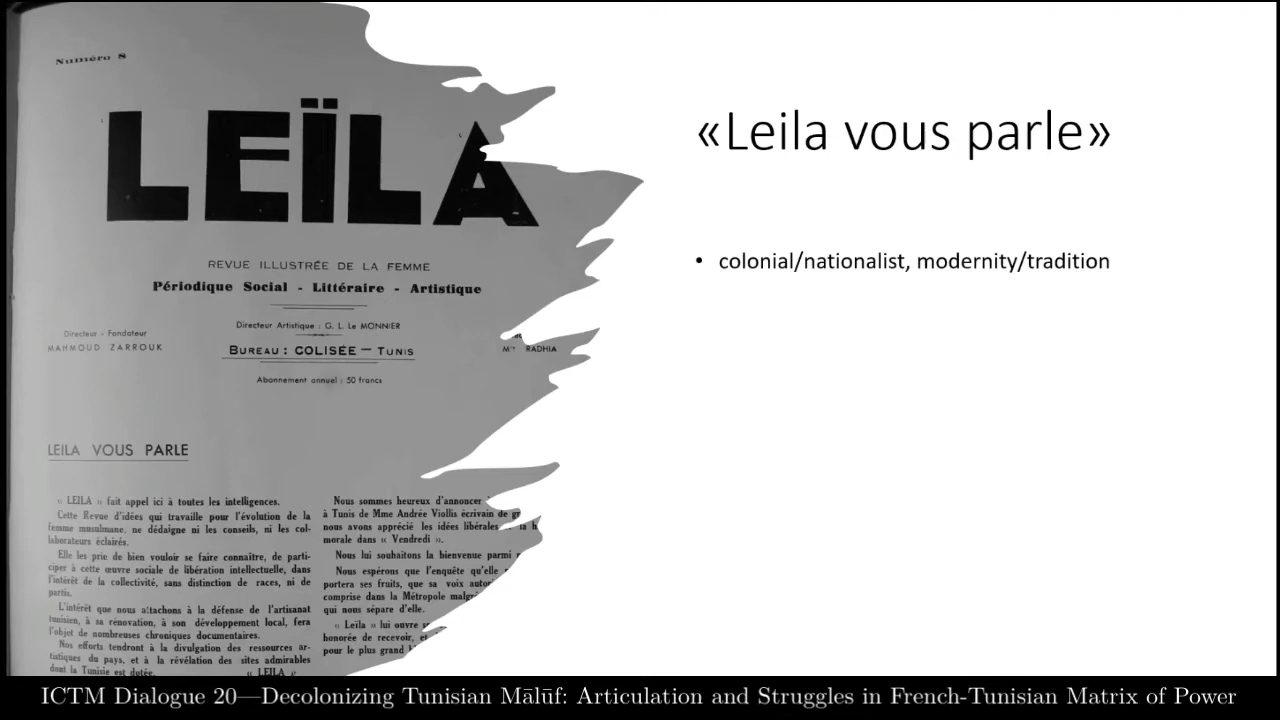 Numéro 8
LEÏLA
REVUE ILLUSTRÉE DE LA FEMME
Périodique Social - Littéraire - Artistique
Directeur - Fondateur
MAHMOUD ZARROUK
Directeur Artistique : G. L. Le MONNIER
BUREAU : COLISÉE — TUNIS
RADHIA
Abonnement annuel : 50 francs
LEILA VOUS PARLE
« LEILA » fait appel ici à toutes les intelligences.
Cette Revue d'idées qui travaille pour l'évolution de la
femme musulmane, ne dédaigne ni les conseils, ni les col-
laborateurs éclairés.
Elle les prie de bien vouloir se faire connaître, de parti-
ciper à cette œuvre sociale de libération intellectuelle, dans
l'intérêt de la collectivité, sans distinction de races, ni de
partis.
L'intérêt que nous attachons à la défense de l'artisanat
tunisien, à sa rénovation, à son développement local, fera
l'objet de nombreuses chroniques documentaires.
Nos efforts tendront à la divulgation des ressources ar-
tistiques du pays, et à la révélation des sites admirables
dont la Tunisie est dotée.
« LEILA »
Nous sommes heureux d'annoncer
à Tunis de Mme Andrée Viollis écrivain de
nous avons apprécié les idées libérales
morale dans « Vendredi ».
Nous lui souhaitons la bienvenue parmi
Nous espérons que l'enquête qu'elle
portera ses fruits, que sa voix
comprise dans la Métropole
qui nous sépare d'elle.
« Leïla » lui ouvre
honorée de recevoir, et
pour le plus grand
«Leila vous parle»
• colonial/nationalist, modernity/tradition
ICTM Dialogue 20—Decolonizing Tunisian Mālūf: Articulation and Struggles in French-Tunisian Matrix of Power